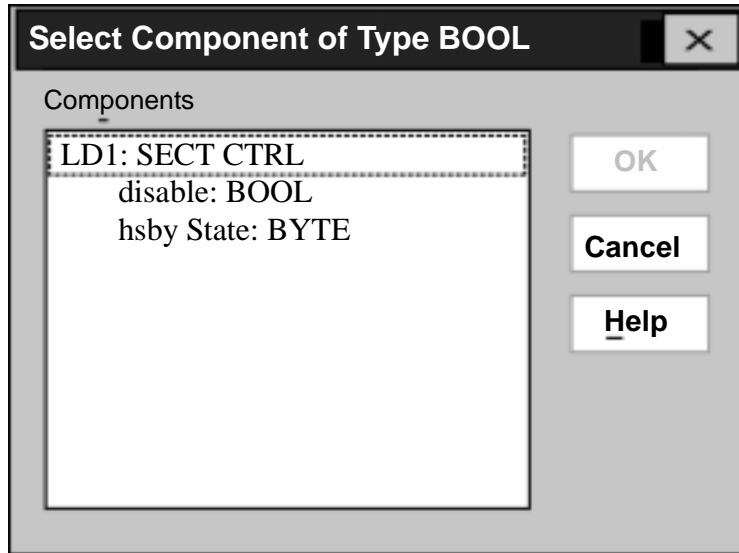 Select Component of Type BOOL
Components
LD1: SECT CTRL
disable: BOOL
hsby State: BYTE
OK
Cancel
Help